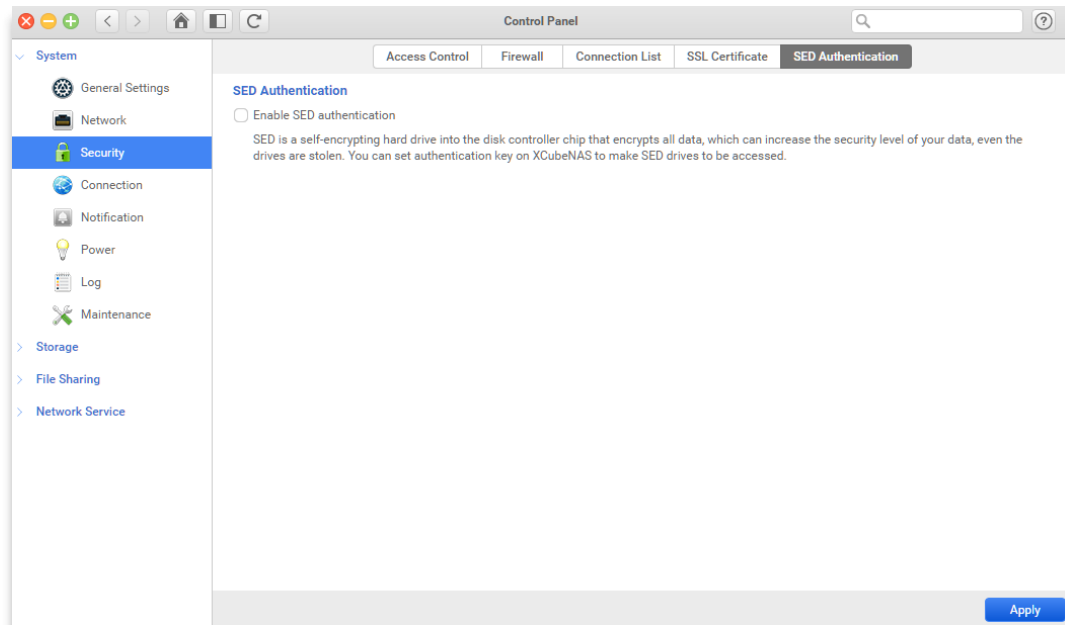 Control Panel
System
General Settings
Network
Security
Connection
Notification
Power
Log
Maintenance
Storage
File Sharing
Network Service
Access Control
Firewall
Connection List
SSL Certificate
SED Authentication
SED Authentication
Enable SED authentication
SED is a self-encrypting hard drive into the disk controller chip that encrypts all data, which can increase the security level of your data, even the
drives are stolen. You can set authentication key on XCubeNAS to make SED drives to be accessed.
Apply